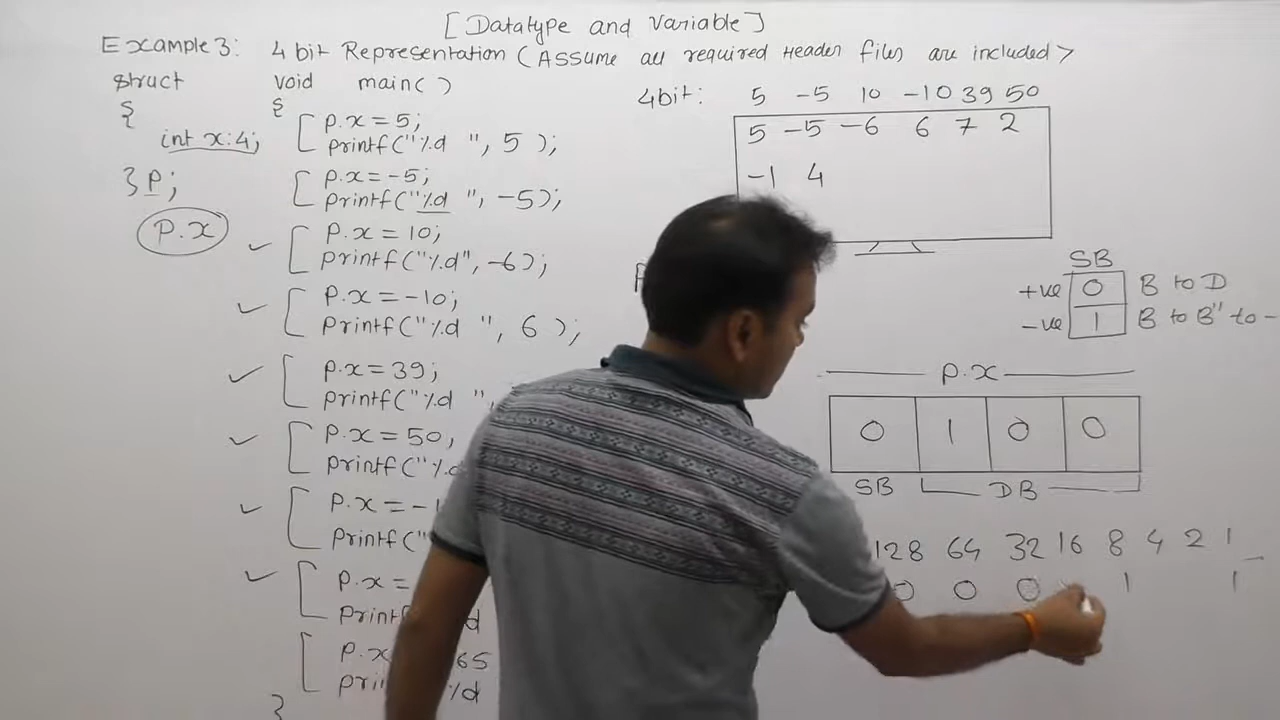 [Datatype and Variable]
Example 3: 4 bit Representation (Assume all required Header files are included>
struct
{
int x:4;
} p;
p.x
void main()
{
p.x = 5;
printf("%d ", 5 );
p.x = -5;
printf("%d ", -5);
p.x = 10;
printf("%d", -6);
p.x = -10;
printf("%d ", 6 );
p.x = 39;
printf("%d ",
p.x = 50,
printf("%d
p.x = -1
printf("
p.x =
printf d
p.x 65
pri %d
}
4bit: 5 -5 10 -10 39 50
5 -5 -6 6 7 2
-1 4
SB
+ve 0 B to D
-ve 1 B to B" to -
p.x
0 1 0 0
SB DB
128 64 32 16 8 4 2 1
0 0 0 1 1